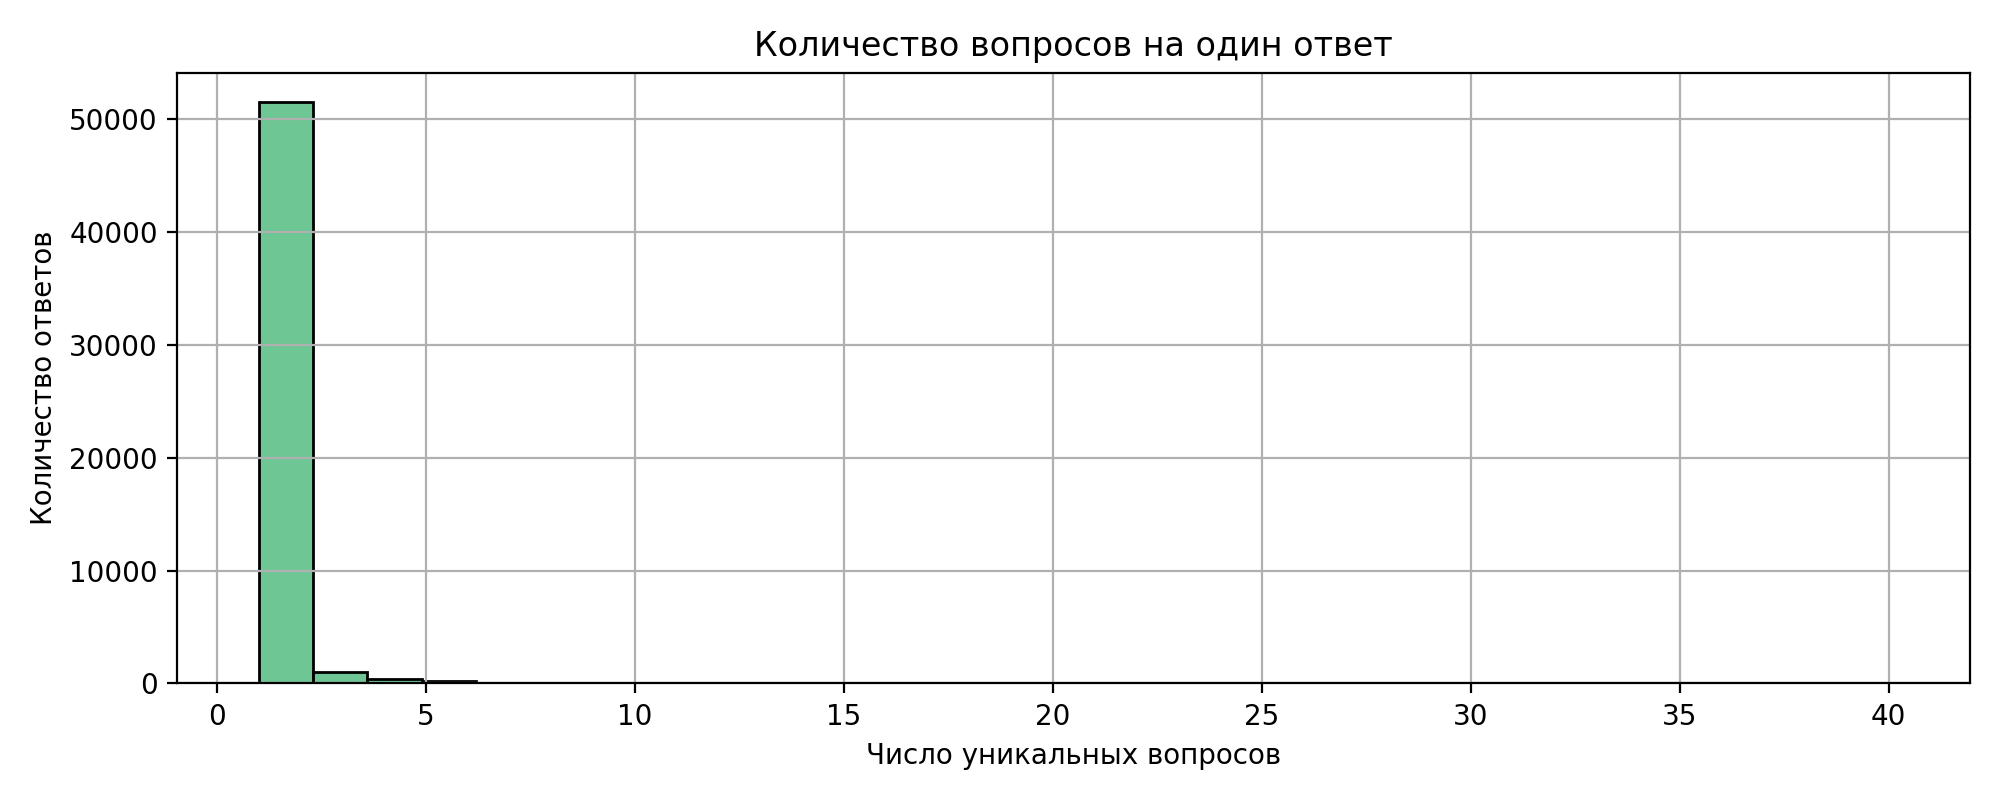 Количество вопросов на один ответ
Количество ответов
50000
40000
30000
20000
10000
0
0 5 10 15 20 25 30 35 40
Число уникальных вопросов